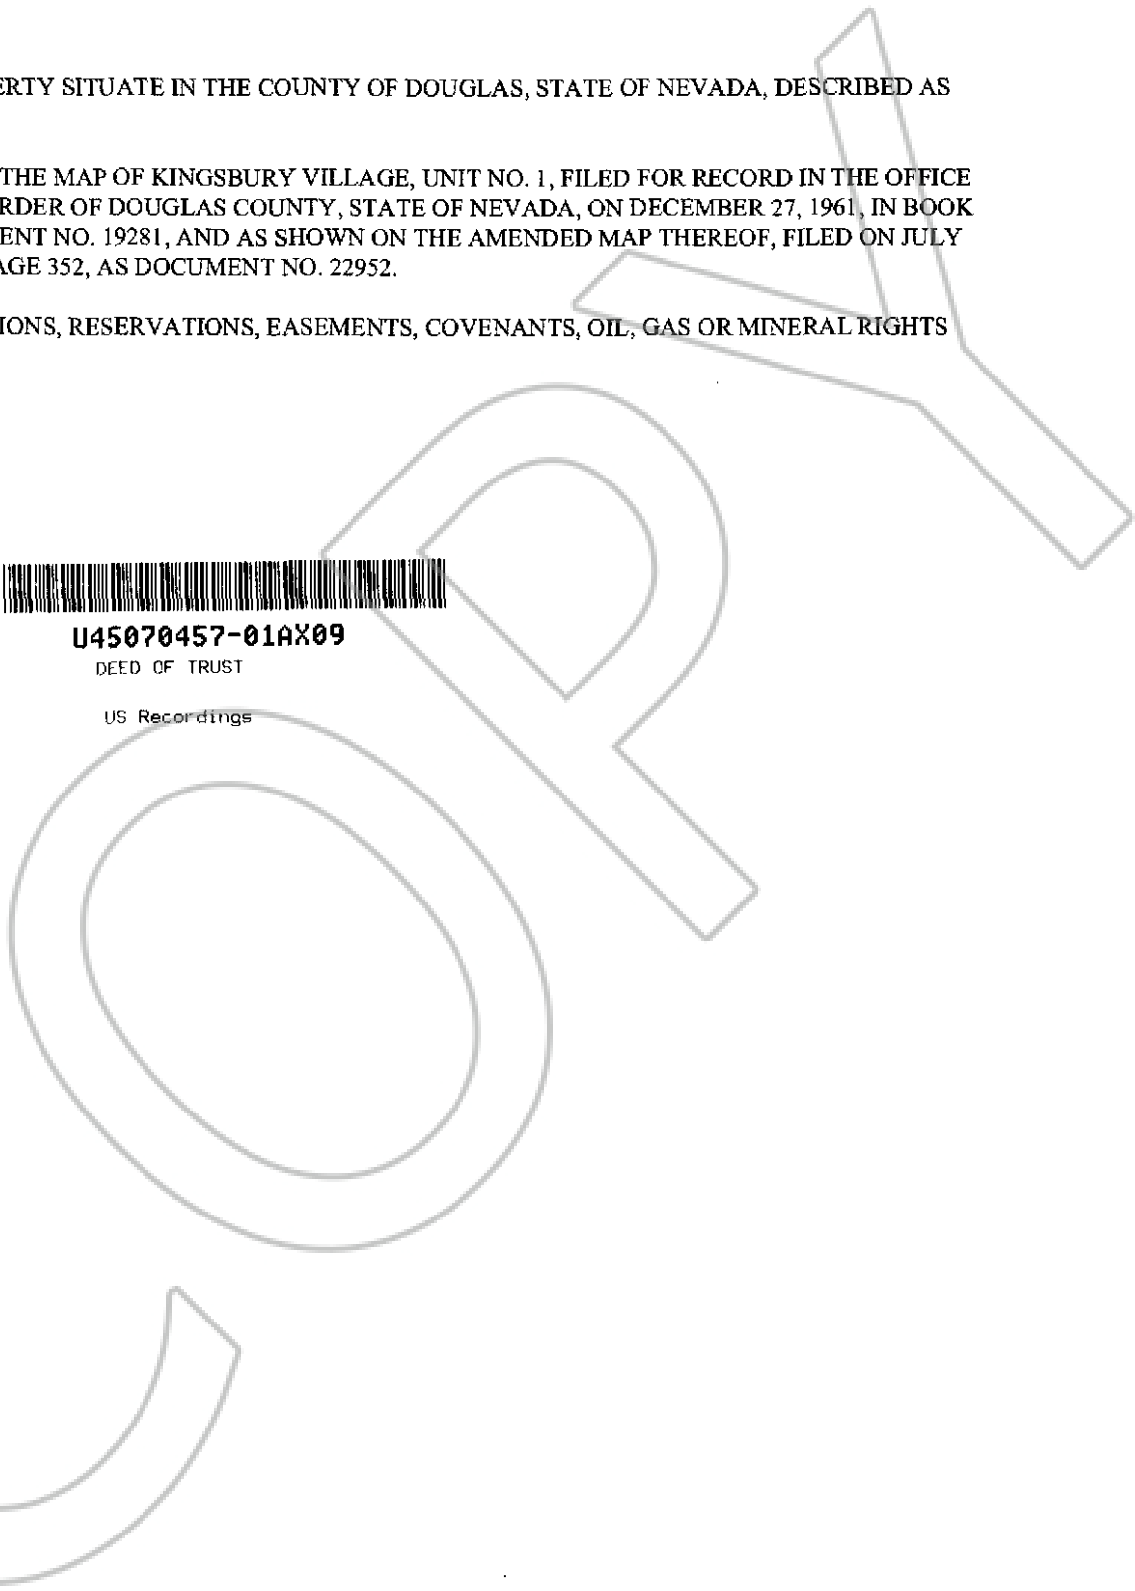 ERTY SITUATE IN THE COUNTY OF DOUGLAS, STATE OF NEVADA, DESCRIBED AS
THE MAP OF KINGSBURY VILLAGE, UNIT NO. 1, FILED FOR RECORD IN THE OFFICE
RDER OF DOUGLAS COUNTY, STATE OF NEVADA, ON DECEMBER 27, 1961, IN BOOK
ENT NO. 19281, AND AS SHOWN ON THE AMENDED MAP THEREOF, FILED ON JULY
AGE 352, AS DOCUMENT NO. 22952.
IONS, RESERVATIONS, EASEMENTS, COVENANTS, OIL, GAS OR MINERAL RIGHTS
U45070457-01AX09
DEED OF TRUST
US Recordings
COPY